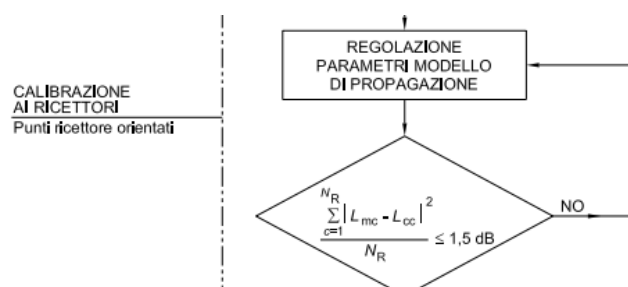 REGOLAZIONE
PARAMETRI MODELLO
DI PROPAGAZIONE
CALIBRAZIONE
AI RICETTORI
Punti ricettore orientati
N_R
∑ |L_mc - L_cc|²
c=1
N_R
≤ 1,5 dB
NO